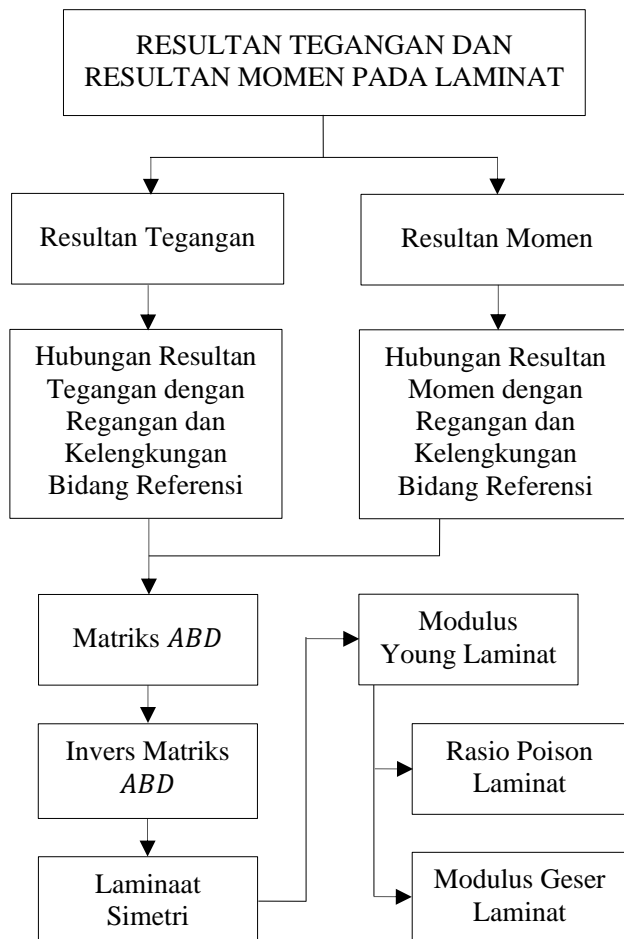 RESULTAN TEGANGAN DAN
RESULTAN MOMEN PADA LAMINAT
Resultan Tegangan
Resultan Momen
Hubungan Resultan
Tegangan dengan
Regangan dan
Kelengkungan
Bidang Referensi
Hubungan Resultan
Momen dengan
Regangan dan
Kelengkungan
Bidang Referensi
Matriks ABD
Modulus
Young Laminat
Invers Matriks
ABD
Rasio Poison
Laminat
Laminaat
Simetri
Modulus Geser
Laminat